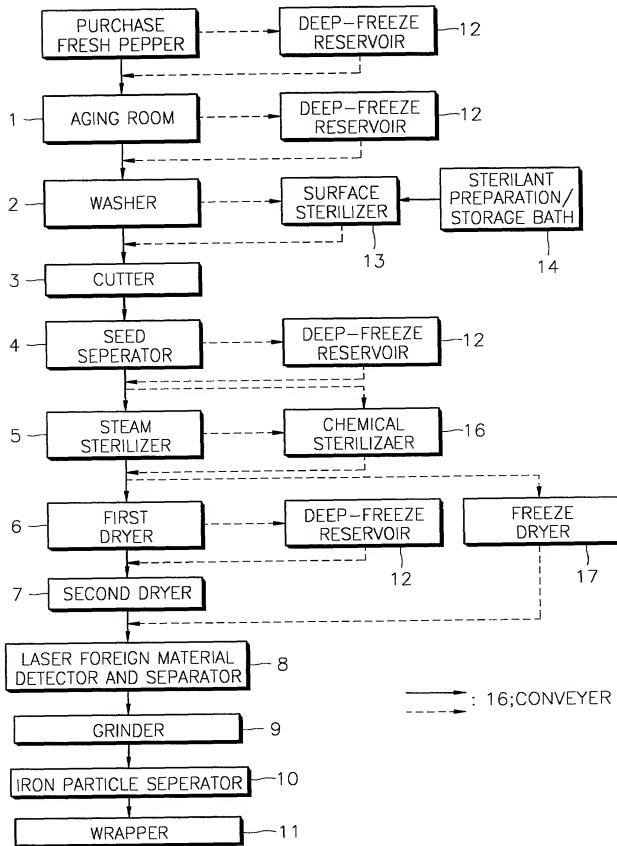 PURCHASE
FRESH PEPPER
DEEP-FREEZE
RESERVOIR
12
1
AGING ROOM
DEEP-FREEZE
RESERVOIR
12
2
WASHER
SURFACE
STERILIZER
13
STERILANT
PREPARATION/
STORAGE BATH
14
3
CUTTER
4
SEED
SEPERATOR
DEEP-FREEZE
RESERVOIR
12
5
STEAM
STERILIZER
CHEMICAL
STERILIZAER
16
6
FIRST
DRYER
DEEP-FREEZE
RESERVOIR
12
FREEZE
DRYER
17
7
SECOND DRYER
LASER FOREIGN MATERIAL
DETECTOR AND SEPARATOR
8
: 16;CONVEYER
GRINDER
9
IRON PARTICLE SEPERATOR
10
WRAPPER
11